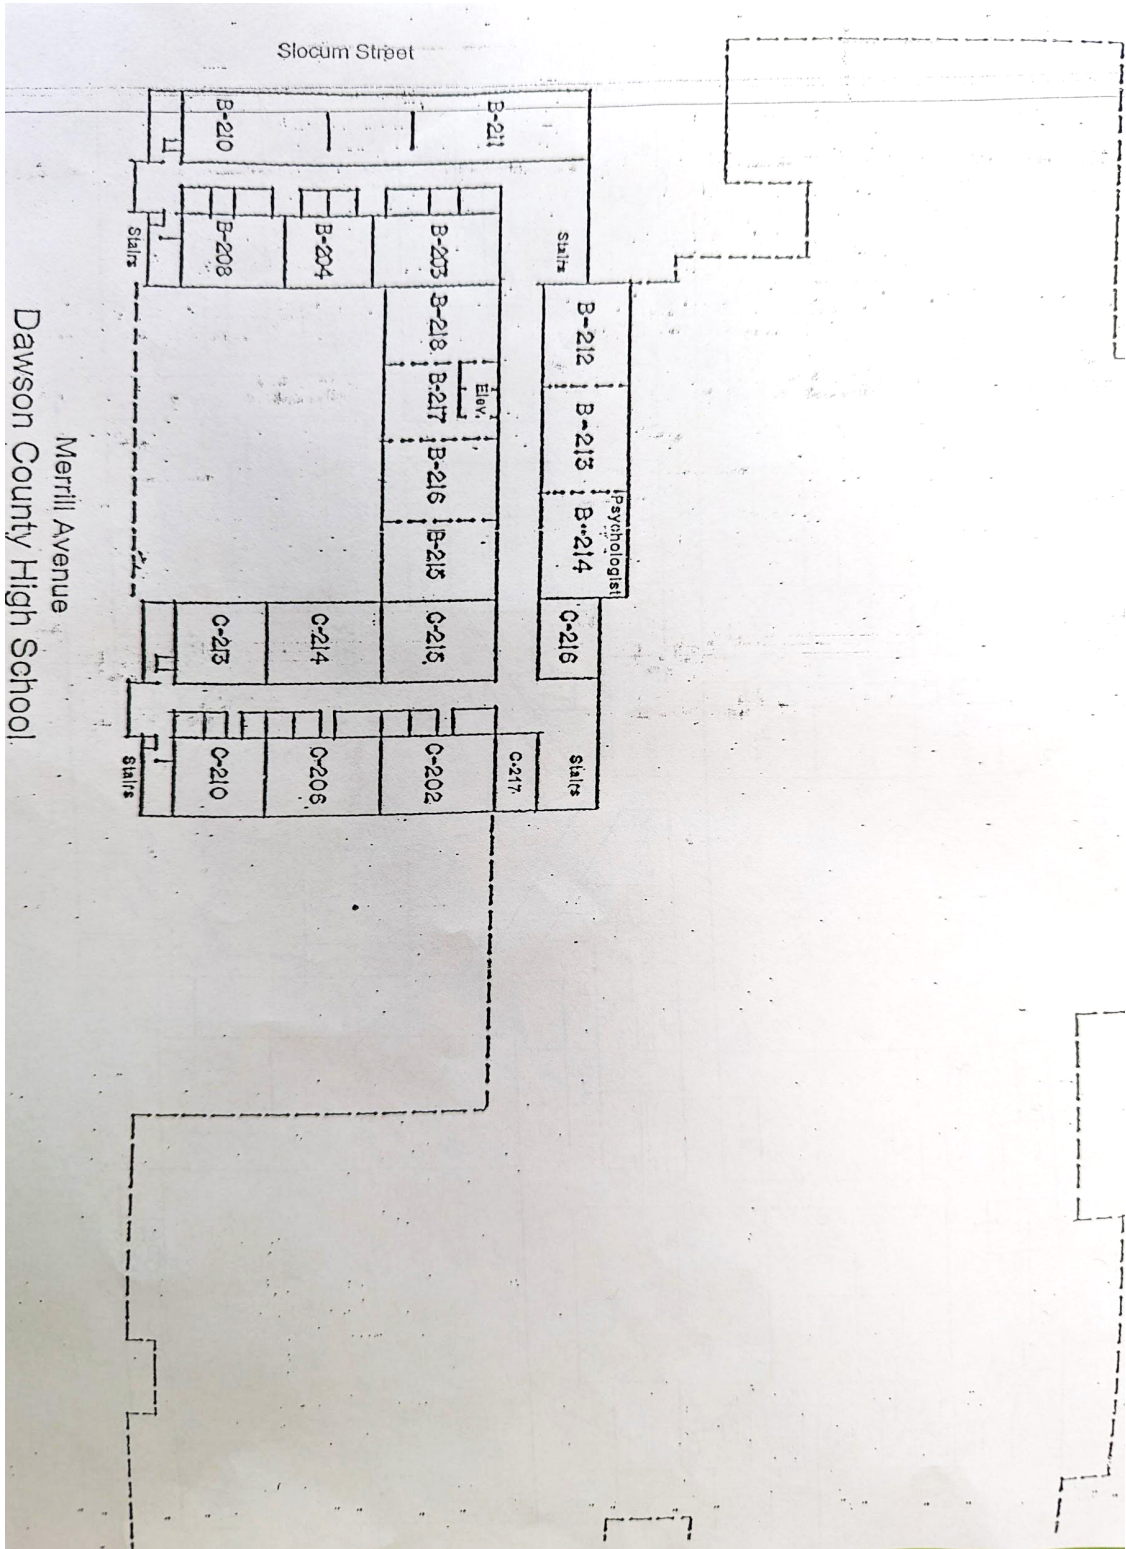 Slocum Street
B-210
B-211
B-208
B-204
B-203
Stairs
Stairs
B-218
B-212
B-217
Elev.
B-213
B-216
B-214
Psychologist
B-215
C-213
C-214
C-215
C-216
C-210
C-206
C-202
C-217
Stairs
Stairs
Merrill Avenue
Dawson County High School